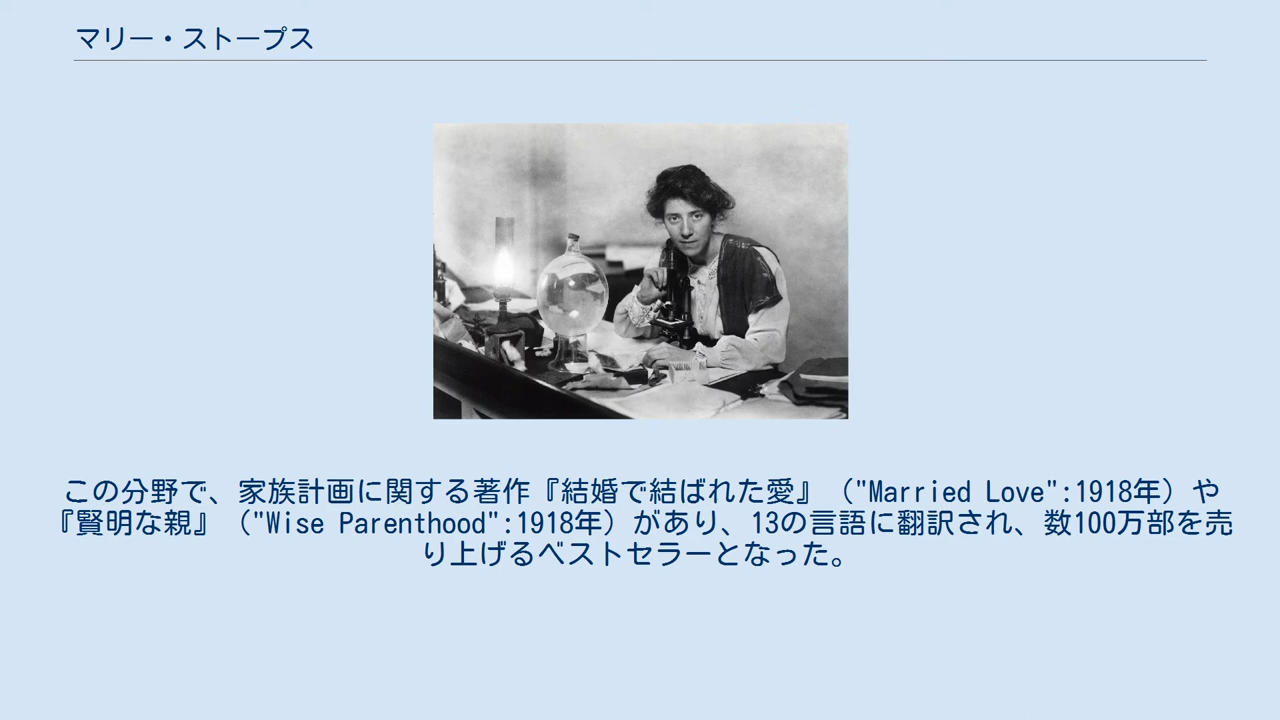 マリー・ストープス
この分野で、家族計画に関する著作『結婚で結ばれた愛』（"Married Love":1918年）や
『賢明な親』（"Wise Parenthood":1918年）があり、13の言語に翻訳され、数100万部を売
り上げるベストセラーとなった。